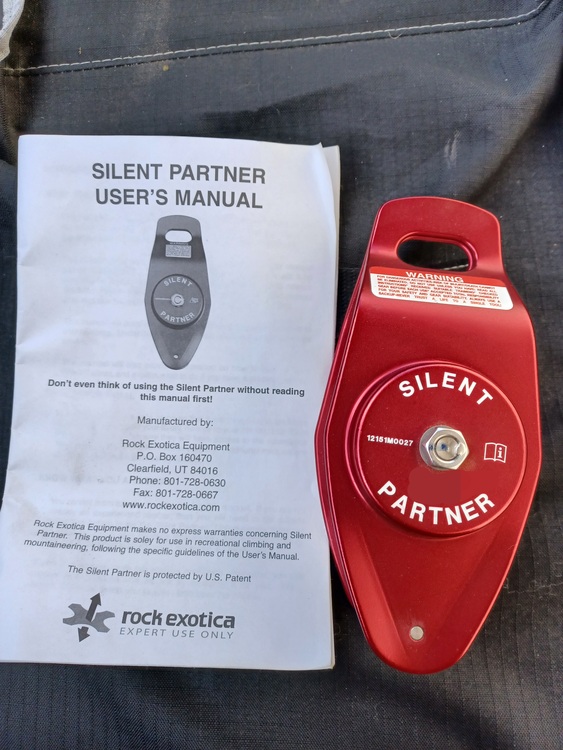 SILENT PARTNER
USER'S MANUAL
SILENT
PARTNER
Don't even think of using the Silent Partner without reading
this manual first!
Manufactured by:
Rock Exotica Equipment
P.O. Box 160470
Clearfield, UT 84016
Phone: 801-728-0630
Fax: 801-728-0667
www.rockexotica.com
Rock Exotica Equipment makes no express warranties concerning Silent
Partner. This product is soley for use in recreational climbing and
mountaineering, following the specific guidelines of the User's Manual.
The Silent Partner is protected by U.S. Patent
rock exotica
EXPERT USE ONLY
WARNING
SILENT
12151M0027
PARTNER